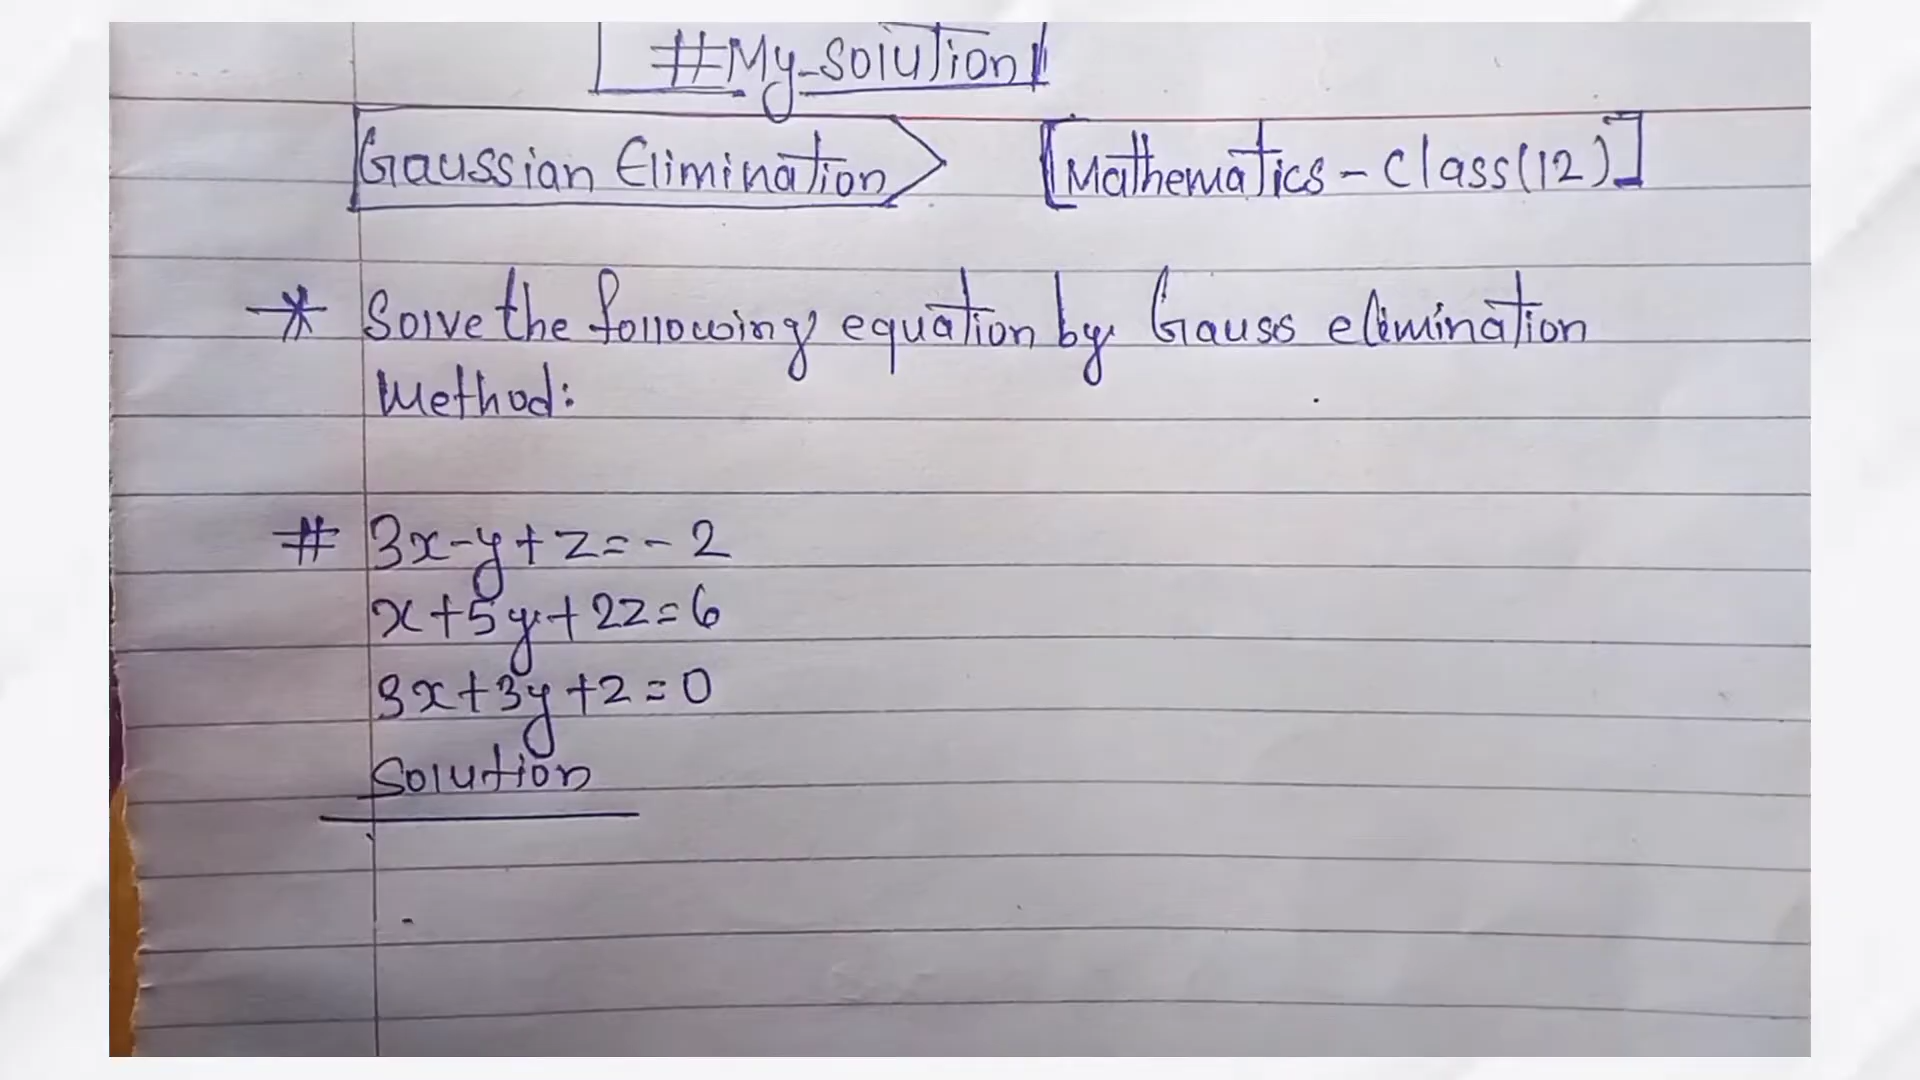 #My-solution
Gaussian Elimination [Mathematics - Class(12)]
* Solve the following equation by Gauss elimination
Method:
# 3x-y+z=-2
x+5y+2z=6
3x+3y+z=0
Solution